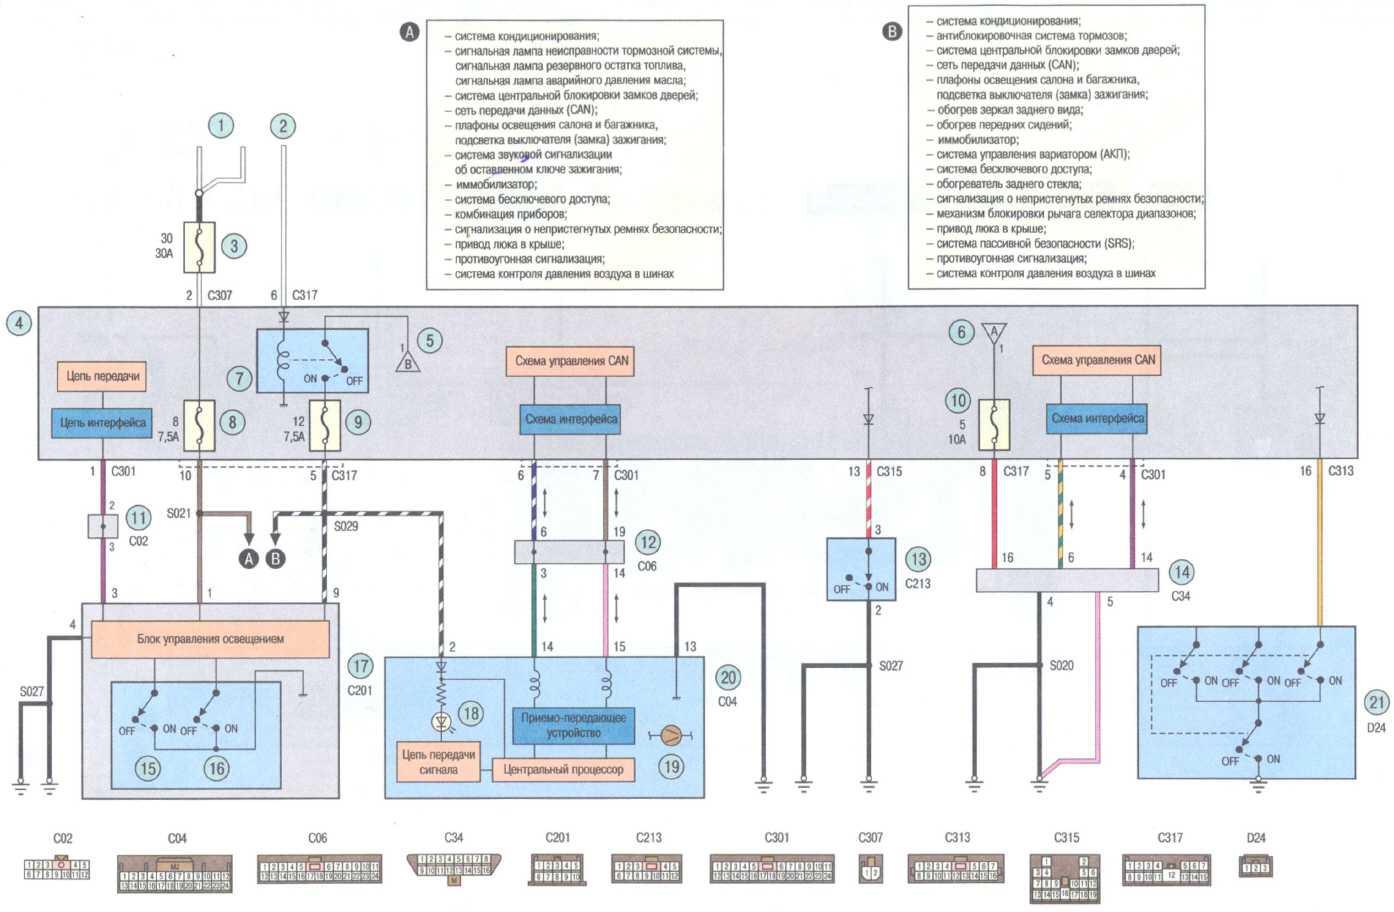 A
– система кондиционирования;
– сигнальная лампа неисправности тормозной системы,
сигнальная лампа резервного остатка топлива,
сигнальная лампа аварийного давления масла;
– система центральной блокировки замков дверей;
– сеть передачи данных (CAN);
– плафоны освещения салона и багажника,
подсветка выключателя (замка) зажигания;
– система звуковой сигнализации
об оставленном ключе зажигания;
– иммобилизатор;
– система бесключевого доступа;
– комбинация приборов;
– сигнализация о непристегнутых ремнях безопасности;
– привод люка в крыше;
– противоугонная сигнализация;
– система контроля давления воздуха в шинах
B
– система кондиционирования;
– антиблокировочная система тормозов;
– система центральной блокировки замков дверей;
– сеть передачи данных (CAN);
– плафоны освещения салона и багажника,
подсветка выключателя (замка) зажигания;
– обогрев зеркал заднего вида;
– обогрев передних сидений;
– иммобилизатор;
– система управления вариатором (АКП);
– система бесключевого доступа;
– обогреватель заднего стекла;
– сигнализация о непристегнутых ремнях безопасности;
– механизм блокировки рычага селектора диапазонов;
– привод люка в крыше;
– система пассивной безопасности (SRS);
– противоугонная сигнализация;
– система контроля давления воздуха в шинах
1 2
30
30A 3
2 C307 6 C317
4 5 6
1 B A 1
7 ON OFF
Цепь передачи
Цепь интерфейса
8
7,5A 8
12
7,5A 9
Схема управления CAN
Схема интерфейса
5
10A 10
Схема управления CAN
Схема интерфейса
1 C301 10 5 C317 6 7 C301 13 C315 8 C317 5 4 C301 16 C313
2 11 C02 3
S021 A B S029
6 19 12 C06 3 14
3 13 C213 OFF ON 2
16 6 14 14 C34 4 5
3 1 9
4 Блок управления освещением
17 C201
S027
OFF ON OFF ON
15 16
2 14 15 13
20 C04
18
Приемо-передающее
устройство
Цепь передачи
сигнала
Центральный процессор
19
S027
S020
OFF ON OFF ON OFF ON
21 D24
OFF ON
C02 C04 C06 C34 C201 C213 C301 C307 C313 C315 C317 D24